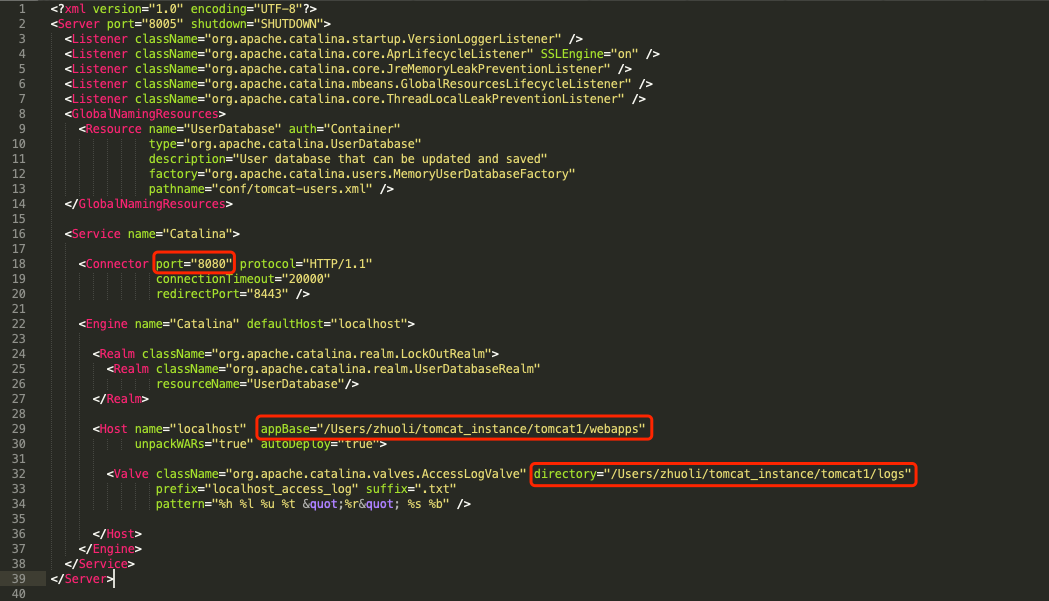 1 <?xml version="1.0" encoding="UTF-8"?>
2 <Server port="8005" shutdown="SHUTDOWN">
3   <Listener className="org.apache.catalina.startup.VersionLoggerListener" />
4   <Listener className="org.apache.catalina.core.AprLifecycleListener" SSLEngine="on" />
5   <Listener className="org.apache.catalina.core.JreMemoryLeakPreventionListener" />
6   <Listener className="org.apache.catalina.mbeans.GlobalResourcesLifecycleListener" />
7   <Listener className="org.apache.catalina.core.ThreadLocalLeakPreventionListener" />
8   <GlobalNamingResources>
9     <Resource name="UserDatabase" auth="Container"
10               type="org.apache.catalina.UserDatabase"
11               description="User database that can be updated and saved"
12               factory="org.apache.catalina.users.MemoryUserDatabaseFactory"
13               pathname="conf/tomcat-users.xml" />
14   </GlobalNamingResources>
15
16   <Service name="Catalina">
17
18     <Connector port="8080" protocol="HTTP/1.1"
19                connectionTimeout="20000"
20                redirectPort="8443" />
21
22     <Engine name="Catalina" defaultHost="localhost">
23
24       <Realm className="org.apache.catalina.realm.LockOutRealm">
25         <Realm className="org.apache.catalina.realm.UserDatabaseRealm"
26                resourceName="UserDatabase"/>
27       </Realm>
28
29       <Host name="localhost"  appBase="/Users/zhuoli/tomcat_instance/tomcat1/webapps"
30             unpackWARs="true" autoDeploy="true">
31
32         <Valve className="org.apache.catalina.valves.AccessLogValve" directory="/Users/zhuoli/tomcat_instance/tomcat1/logs"
33                prefix="localhost_access_log" suffix=".txt"
34                pattern="%h %l %u %t &quot;%r&quot; %s %b" />
35
36       </Host>
37     </Engine>
38   </Service>
39 </Server>
40